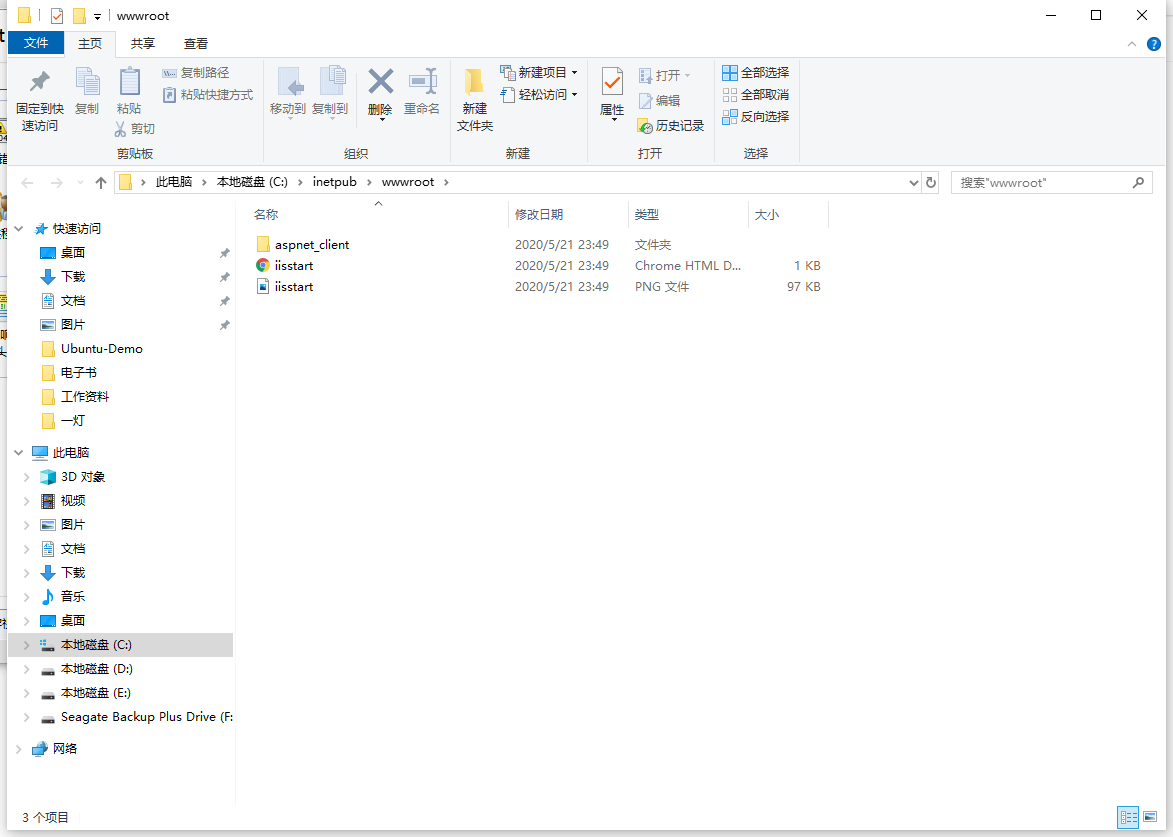 wwwroot
文件 主页 共享 查看
固定到快速访问
复制
粘贴
复制路径
粘贴快捷方式
剪切
剪贴板
移动到
复制到
删除
重命名
组织
新建文件夹
新建项目
轻松访问
新建
属性
打开
编辑
历史记录
打开
全部选择
全部取消
反向选择
选择
此电脑 › 本地磁盘 (C:) › inetpub › wwwroot ›
搜索"wwwroot"
名称 修改日期 类型 大小
aspnet_client 2020/5/21 23:49 文件夹
iisstart 2020/5/21 23:49 Chrome HTML D... 1 KB
iisstart 2020/5/21 23:49 PNG 文件 97 KB
快速访问
桌面
下载
文档
图片
Ubuntu-Demo
电子书
工作资料
一灯
此电脑
3D 对象
视频
图片
文档
下载
音乐
桌面
本地磁盘 (C:)
本地磁盘 (D:)
本地磁盘 (E:)
Seagate Backup Plus Drive (F:
网络
3 个项目